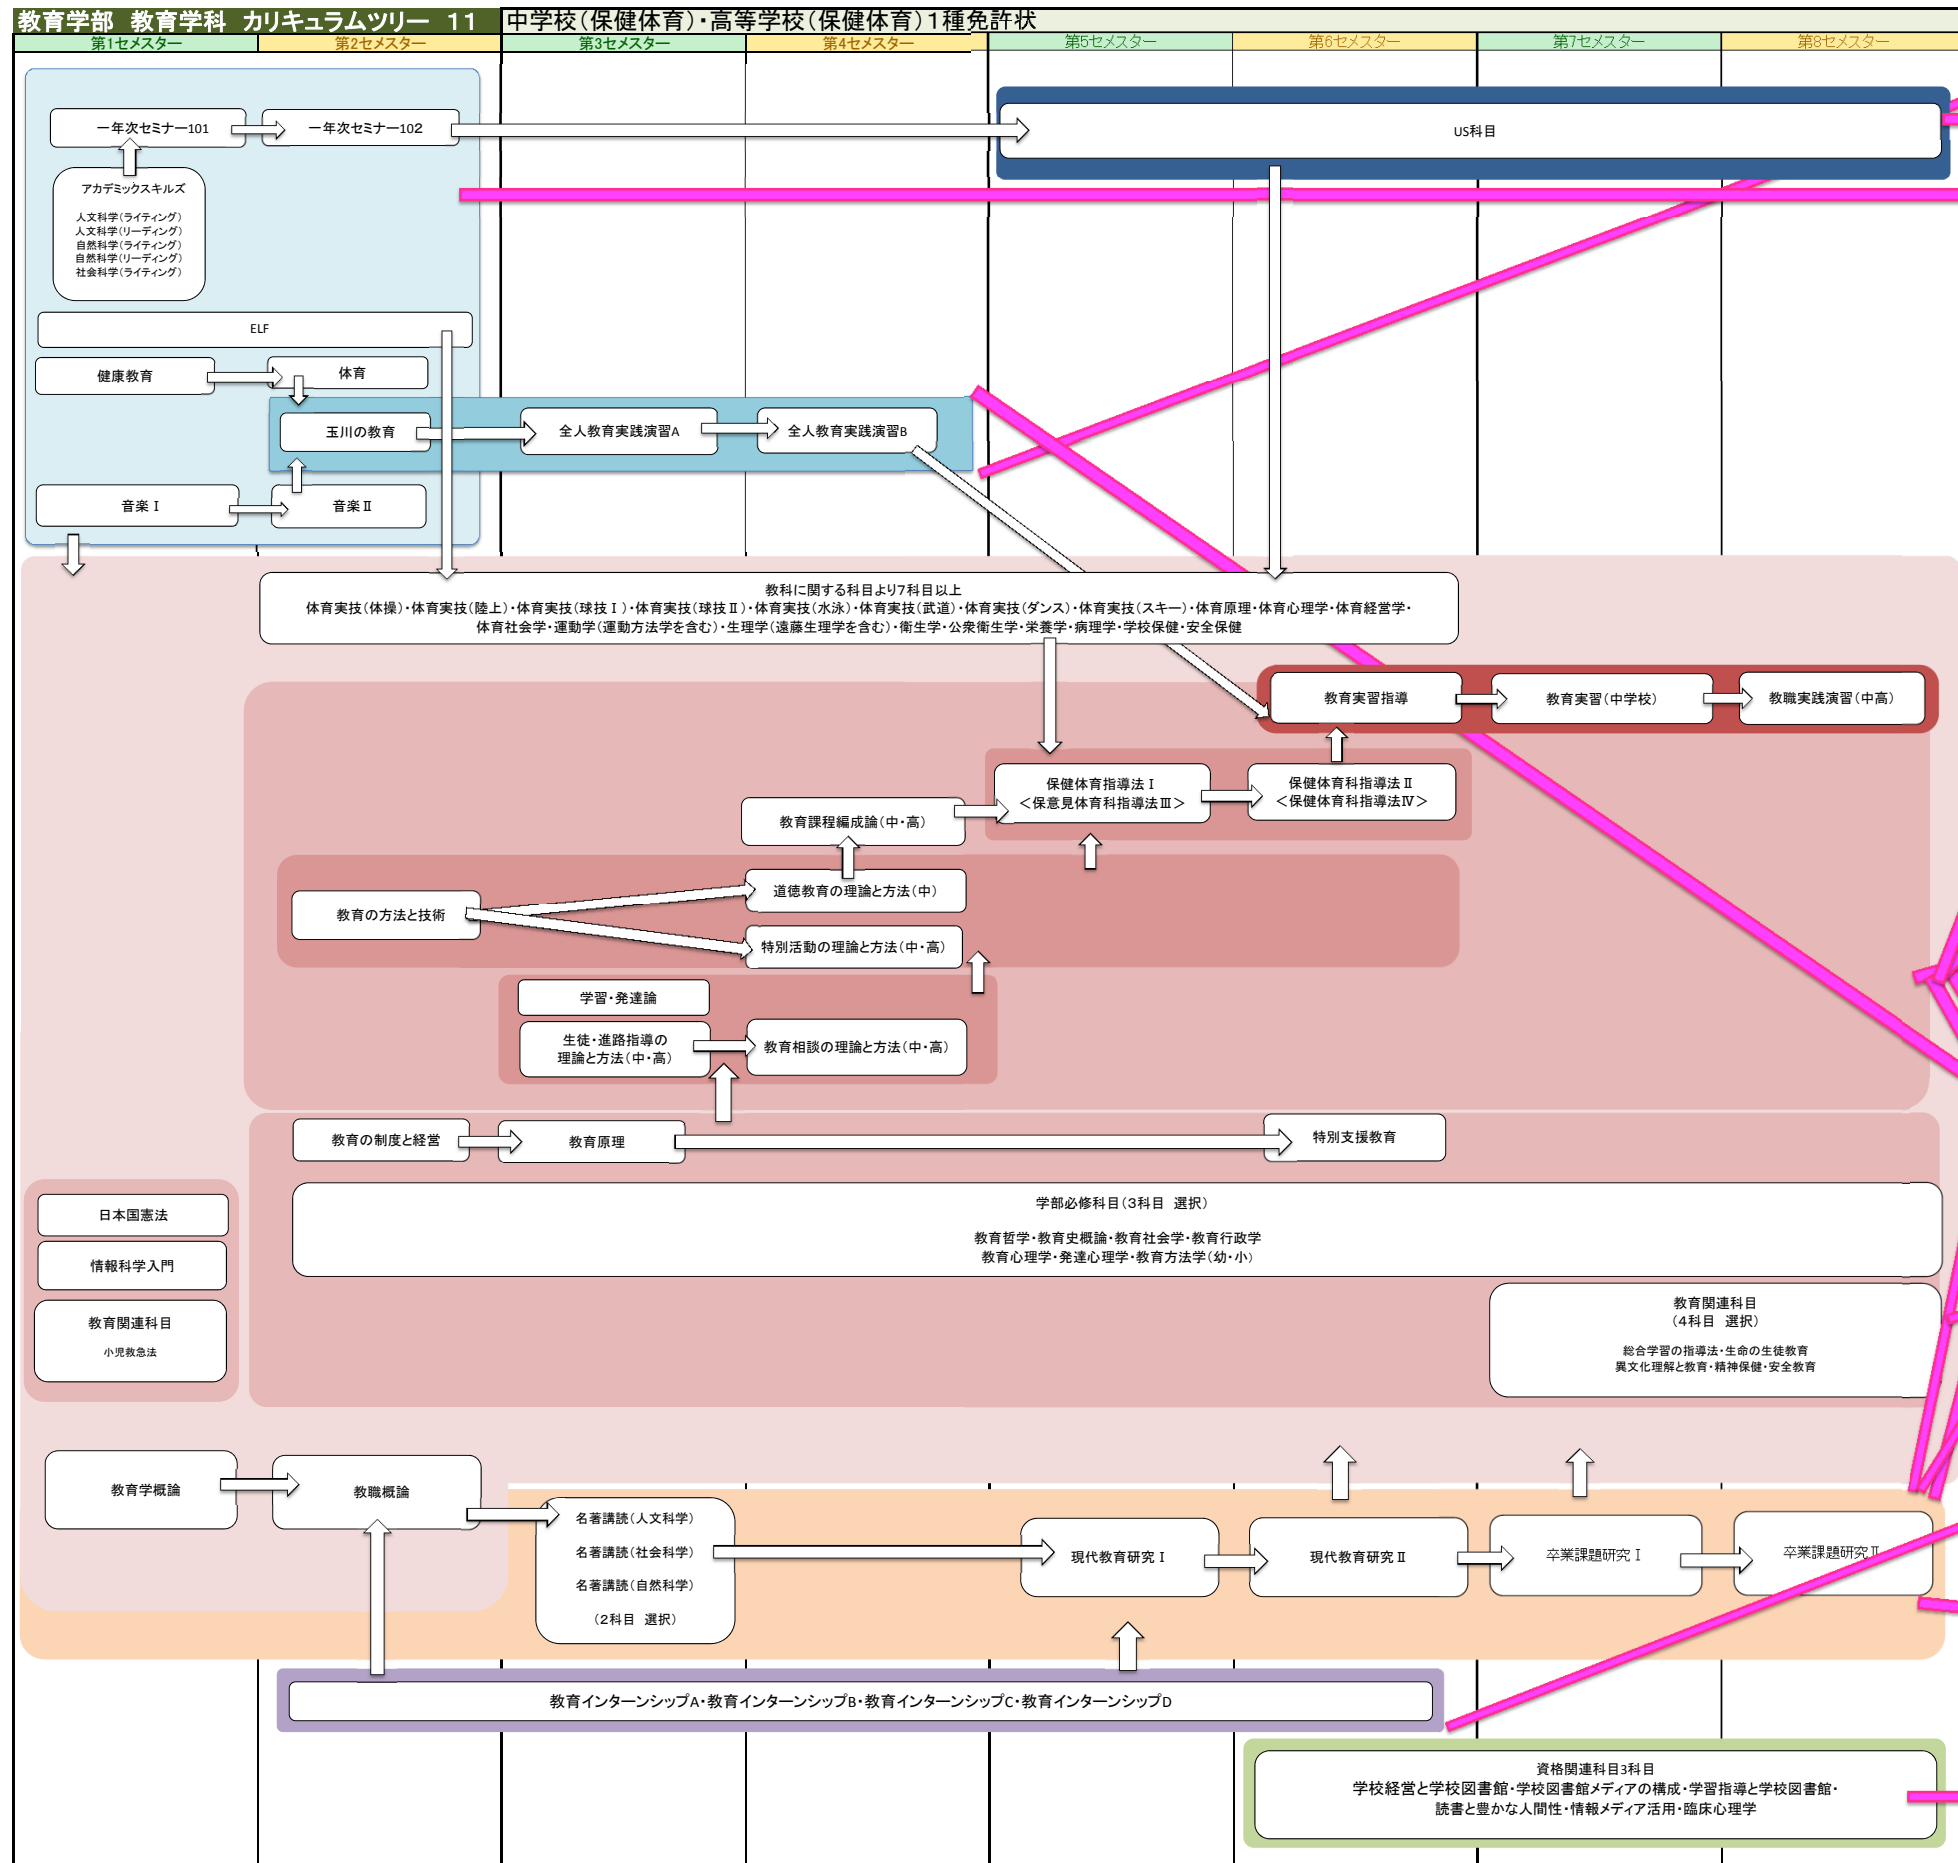 教育学部 教育学科 カリキュラムツリー 11
中学校(保健体育)・高等学校(保健体育)1種免許状
第1セメスター
第2セメスター
第3セメスター
第4セメスター
第5セメスター
第6セメスター
第7セメスター
第8セメスター
一年次セミナー101
一年次セミナー102
US科目
アカデミックスキルズ
人文科学(ライティング)
人文科学(リーディング)
自然科学(ライティング)
自然科学(リーディング)
社会科学(ライティング)
ELF
健康教育
体育
玉川の教育
全人教育実践演習A
全人教育実践演習B
音楽Ⅰ
音楽Ⅱ
教科に関する科目より7科目以上
体育実技(体操)・体育実技(陸上)・体育実技(球技Ⅰ)・体育実技(球技Ⅱ)・体育実技(水泳)・体育実技(武道)・体育実技(ダンス)・体育実技(スキー)・体育原理・体育心理学・体育経営学・
体育社会学・運動学(運動方法学を含む)・生理学(遠藤生理学を含む)・衛生学・公衆衛生学・栄養学・病理学・学校保健・安全保健
教育実習指導
教育実習(中学校)
教職実践演習(中高)
保健体育指導法Ⅰ
<保意見体育科指導法Ⅲ>
保健体育科指導法Ⅱ
<保健体育科指導法Ⅳ>
教育課程編成論(中・高)
教育の方法と技術
道徳教育の理論と方法(中)
特別活動の理論と方法(中・高)
学習・発達論
生徒・進路指導の
理論と方法(中・高)
教育相談の理論と方法(中・高)
教育の制度と経営
教育原理
特別支援教育
学部必修科目(3科目 選択)
教育哲学・教育史概論・教育社会学・教育行政学
教育心理学・発達心理学・教育方法学(幼・小)
日本国憲法
情報科学入門
教育関連科目
小児救急法
教育関連科目
(4科目 選択)
総合学習の指導法・生命の生徒教育
異文化理解と教育・精神保健・安全教育
教育学概論
教職概論
名著講読(人文科学)
名著講読(社会科学)
名著講読(自然科学)
(2科目 選択)
現代教育研究Ⅰ
現代教育研究Ⅱ
卒業課題研究Ⅰ
卒業課題研究Ⅱ
教育インターンシップA・教育インターンシップB・教育インターンシップC・教育インターンシップD
資格関連科目3科目
学校経営と学校図書館・学校図書館メディアの構成・学習指導と学校図書館・
読書と豊かな人間性・情報メディア活用・臨床心理学